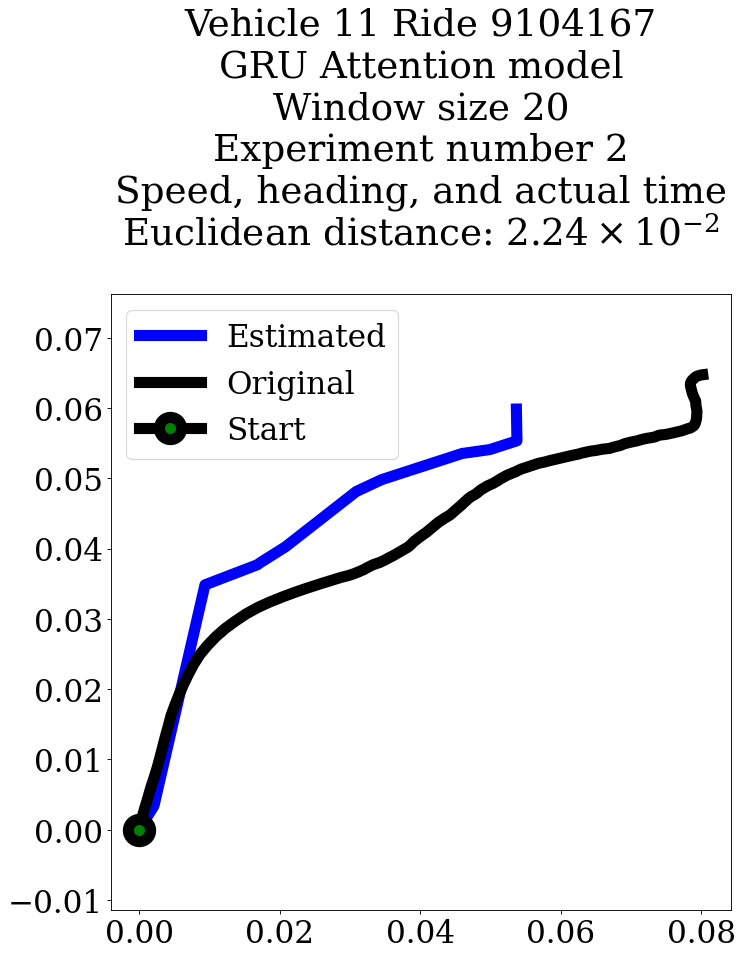 Vehicle 11 Ride 9104167
GRU Attention model
Window size 20
Experiment number 2
Speed, heading, and actual time
Euclidean distance: 2.24 × 10⁻²
Estimated
Original
Start
0.07
0.06
0.05
0.04
0.03
0.02
0.01
0.00
−0.01
0.00 0.02 0.04 0.06 0.08